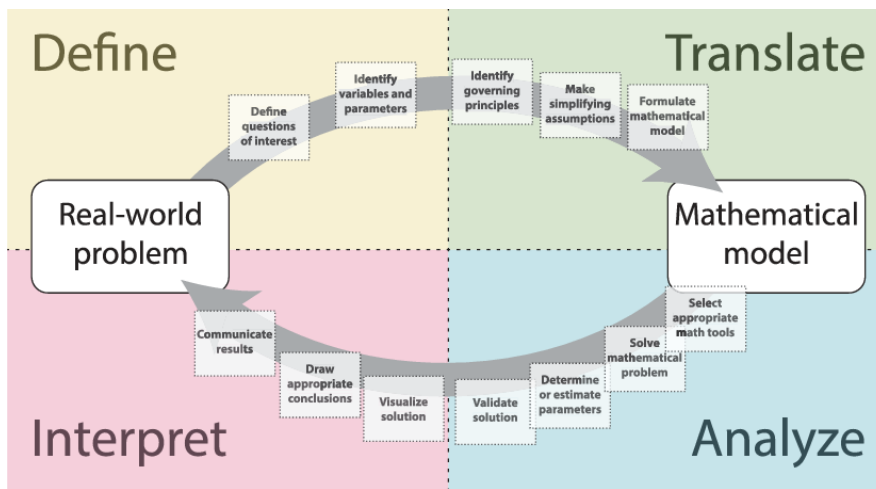 Define
Translate
Define
questions
of interest
Identify
variables and
parameters
Identify
governing
principles
Make
simplifying
assumptions
Formulate
mathematical
model
Real-world
problem
Mathematical
model
Select
appropriate
math tools
Solve
mathematical
problem
Determine
or estimate
parameters
Validate
solution
Visualize
solution
Draw
appropriate
conclusions
Communicate
results
Interpret
Analyze